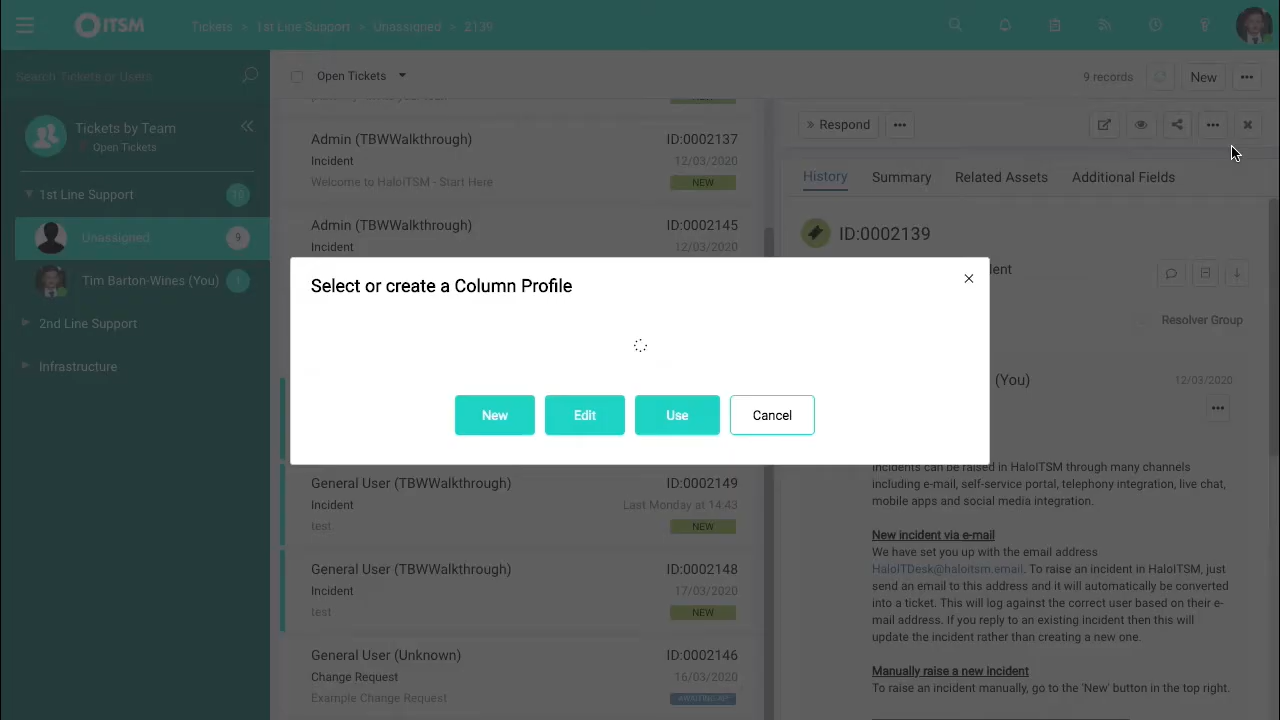 ITSM
Tickets > 1st Line Support > Unassigned > 2139
Search Tickets or Users
Open Tickets
9 records
New
Tickets by Team
Open Tickets
1st Line Support
10
Unassigned
9
Tim Barton-Wines (You)
1
2nd Line Support
Infrastructure
Admin (TBWWalkthrough)
ID:0002137
Incident
12/03/2020
Welcome to HaloITSM - Start Here
NEW
Admin (TBWWalkthrough)
ID:0002145
Incident
12/03/2020
General User (TBWWalkthrough)
ID:0002149
Incident
Last Monday at 14:43
test
NEW
General User (TBWWalkthrough)
ID:0002148
Incident
17/03/2020
test
NEW
General User (Unknown)
ID:0002146
Change Request
16/03/2020
Example Change Request
Respond
History
Summary
Related Assets
Additional Fields
ID:0002139
Resolver Group
(You)
12/03/2020
Select or create a Column Profile
New
Edit
Use
Cancel
Incidents can be raised in HaloITSM through many channels
including e-mail, self-service portal, telephony integration, live chat,
mobile apps and social media integration.
New incident via e-mail
We have set you up with the email address
HaloITDesk@haloitsm.email. To raise an incident in HaloITSM, just
send an email to this address and it will automatically be converted
into a ticket. This will log against the correct user based on their e-
mail address. If you reply to an existing incident then this will
update the incident rather than creating a new one.
Manually raise a new incident
To raise an incident manually, go to the 'New' button in the top right.